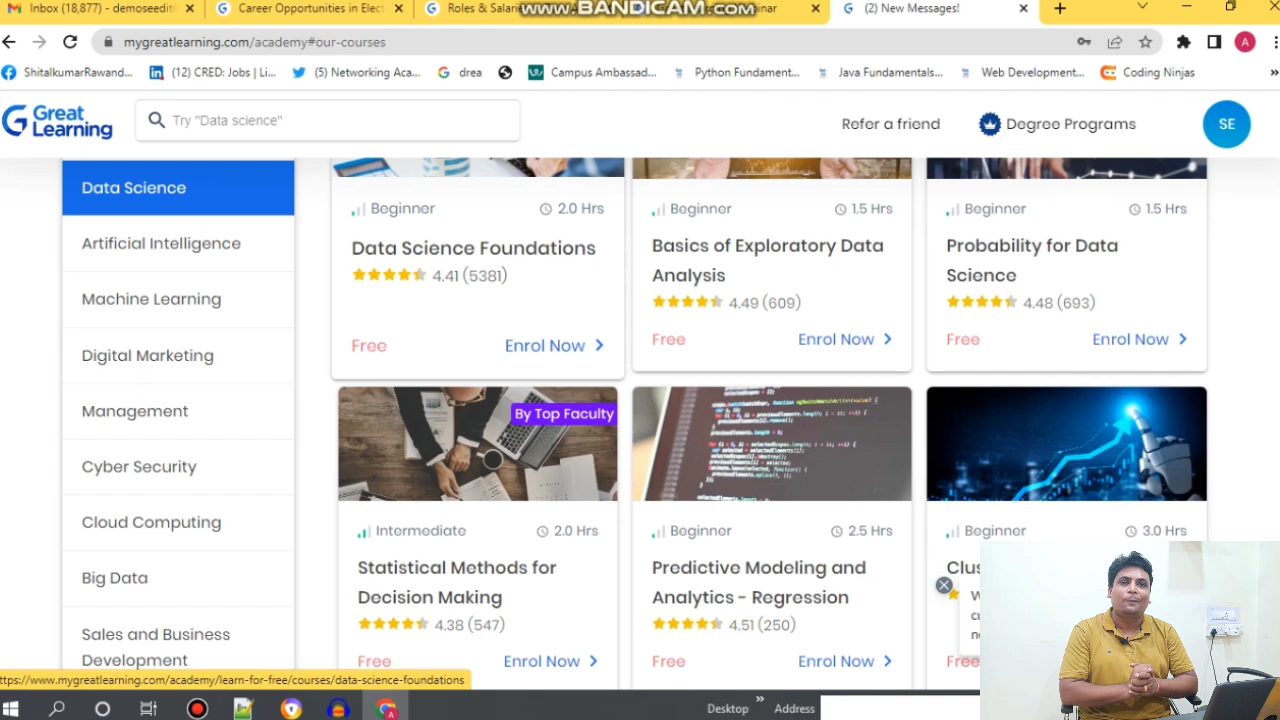 Inbox (18,877) - demoseedit
Career Opportunities in Elect
Roles & Salari
www.BANDICAM.com
inar
(2) New Messages!
mygreatlearning.com/academy#our-courses
A
ShitalkumarRawand...
(12) CRED: Jobs | Li...
(5) Networking Aca...
drea
Campus Ambassad...
Python Fundament...
Java Fundamentals...
Web Development...
Coding Ninjas
Great
Learning
Try "Data science"
Refer a friend
Degree Programs
SE
Data Science
Artificial Intelligence
Machine Learning
Digital Marketing
Management
Cyber Security
Cloud Computing
Big Data
Sales and Business
Development
Beginner
2.0 Hrs
Data Science Foundations
4.41 (5381)
Free
Enrol Now
Beginner
1.5 Hrs
Basics of Exploratory Data
Analysis
4.49 (609)
Free
Enrol Now
Beginner
1.5 Hrs
Probability for Data
Science
4.48 (693)
Free
Enrol Now
By Top Faculty
Intermediate
2.0 Hrs
Statistical Methods for
Decision Making
4.38 (547)
Free
Enrol Now
Beginner
2.5 Hrs
Predictive Modeling and
Analytics - Regression
4.51 (250)
Free
Enrol Now
Beginner
3.0 Hrs
Clus
Free
ttps://www.mygreatlearning.com/academy/learn-for-free/courses/data-science-foundations
Desktop
Address